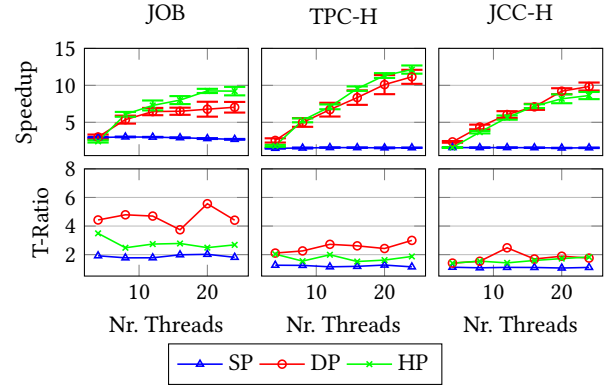 JOB TPC-H JCC-H
15
10
5
Speedup
8
6
4
2
T-Ratio
10 20 10 20 10 20
Nr. Threads Nr. Threads Nr. Threads
SP DP HP